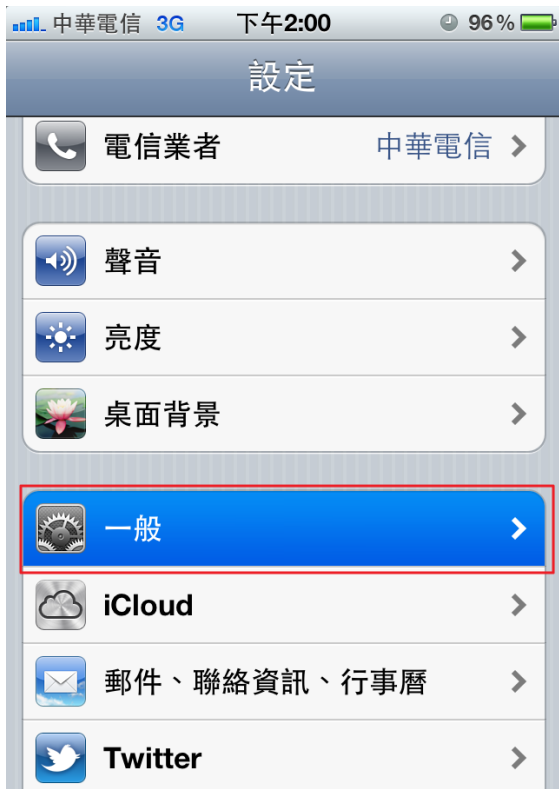 中華電信 3G 下午2:00 96%
設定
電信業者 中華電信
聲音
亮度
桌面背景
一般
iCloud
郵件、聯絡資訊、行事曆
Twitter